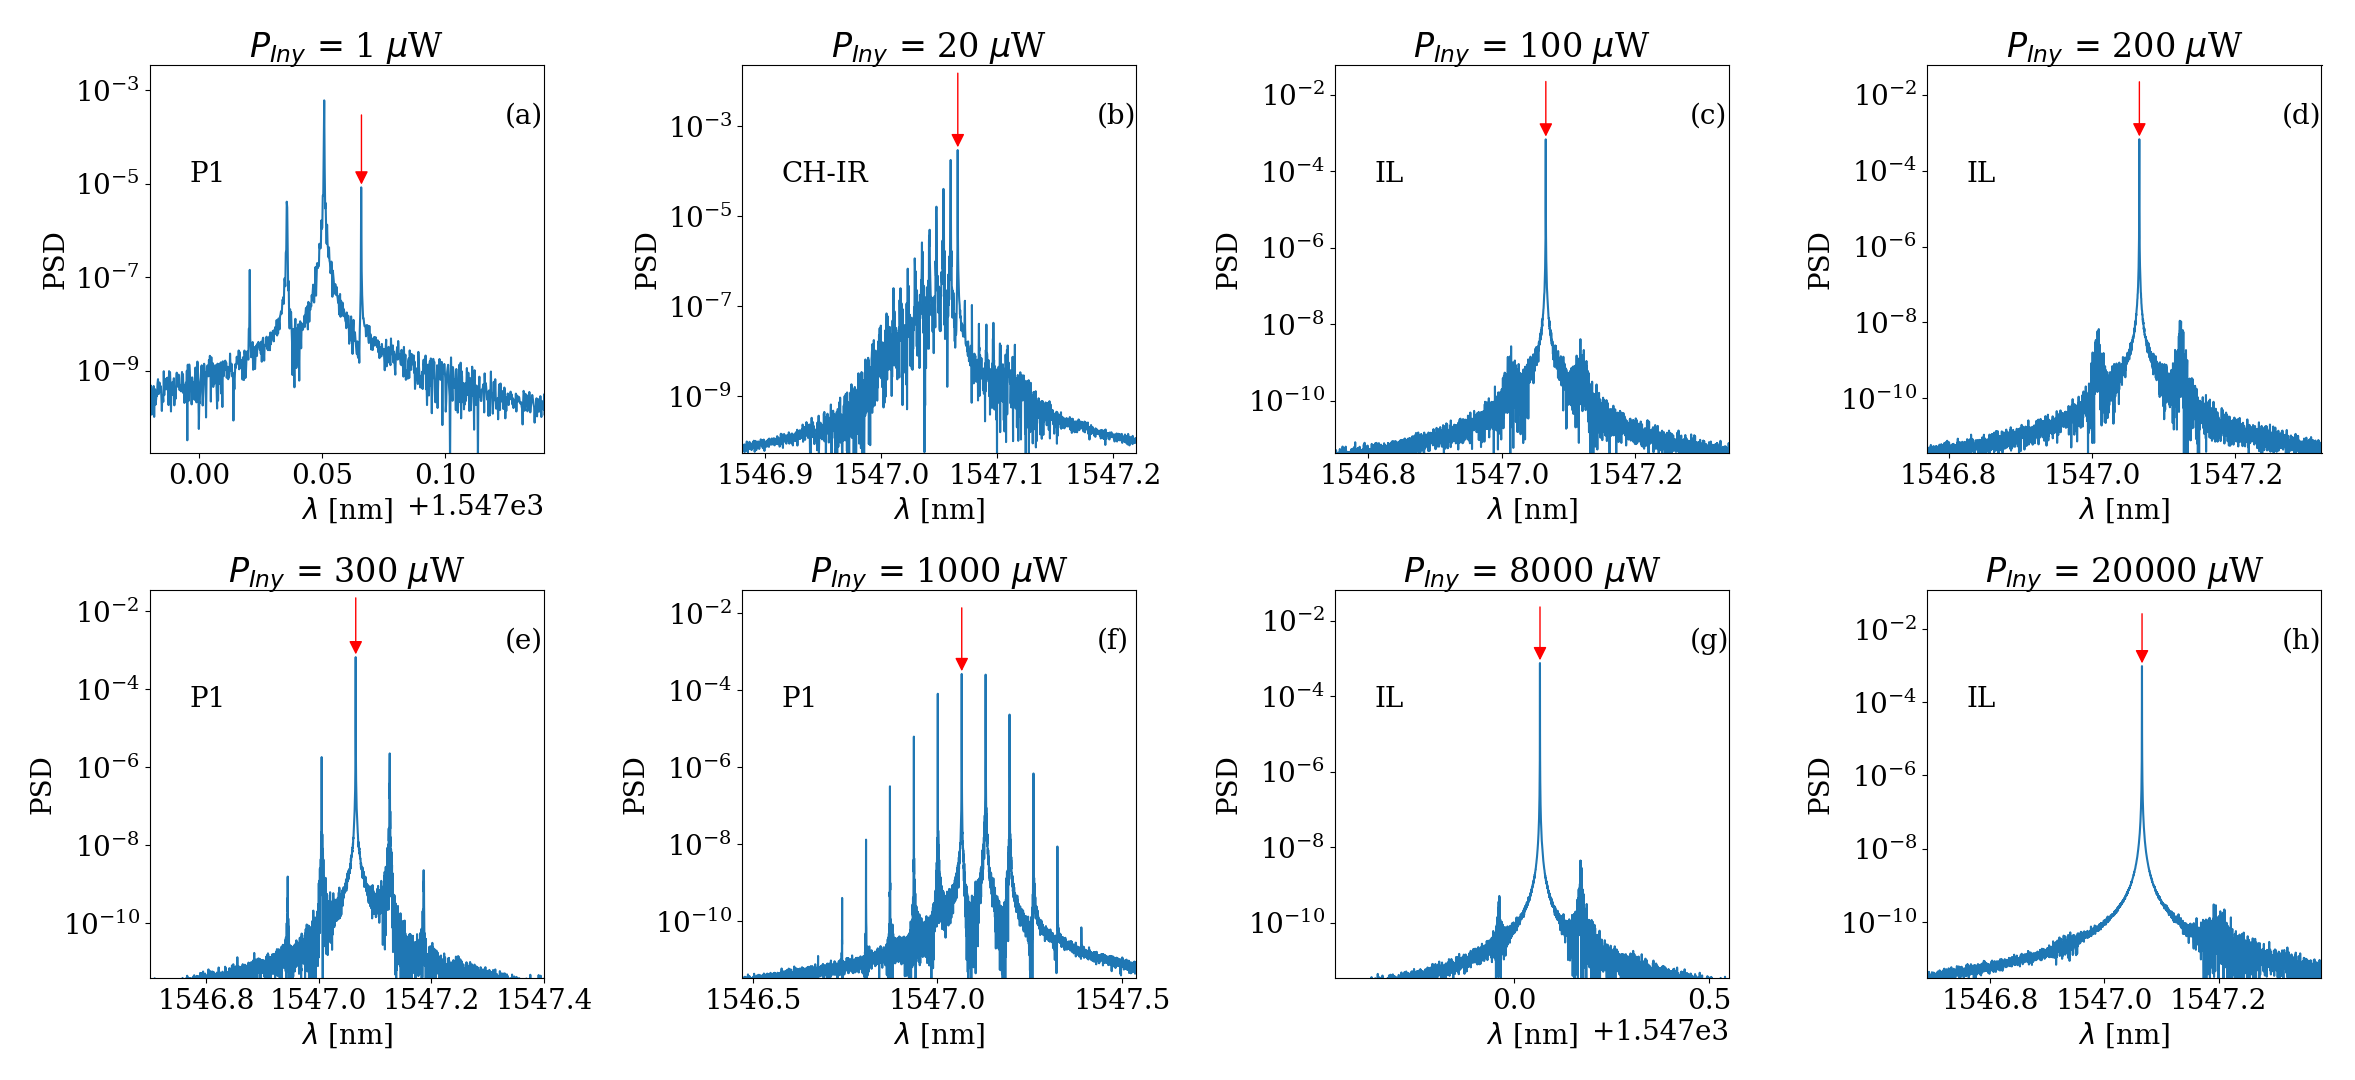 P_Iny = 1 μW
(a)
P1
PSD
10⁻³
10⁻⁵
10⁻⁷
10⁻⁹
0.00 0.05 0.10
λ [nm] +1.547e3
P_Iny = 20 μW
(b)
CH-IR
PSD
10⁻³
10⁻⁵
10⁻⁷
10⁻⁹
1546.9 1547.0 1547.1 1547.2
λ [nm]
P_Iny = 100 μW
(c)
IL
PSD
10⁻²
10⁻⁴
10⁻⁶
10⁻⁸
10⁻¹⁰
1546.8 1547.0 1547.2
λ [nm]
P_Iny = 200 μW
(d)
IL
PSD
10⁻²
10⁻⁴
10⁻⁶
10⁻⁸
10⁻¹⁰
1546.8 1547.0 1547.2
λ [nm]
P_Iny = 300 μW
(e)
P1
PSD
10⁻²
10⁻⁴
10⁻⁶
10⁻⁸
10⁻¹⁰
1546.8 1547.0 1547.2 1547.4
λ [nm]
P_Iny = 1000 μW
(f)
P1
PSD
10⁻²
10⁻⁴
10⁻⁶
10⁻⁸
10⁻¹⁰
1546.5 1547.0 1547.5
λ [nm]
P_Iny = 8000 μW
(g)
IL
PSD
10⁻²
10⁻⁴
10⁻⁶
10⁻⁸
10⁻¹⁰
0.0 0.5
λ [nm] +1.547e3
P_Iny = 20000 μW
(h)
IL
PSD
10⁻²
10⁻⁴
10⁻⁶
10⁻⁸
10⁻¹⁰
1546.8 1547.0 1547.2
λ [nm]